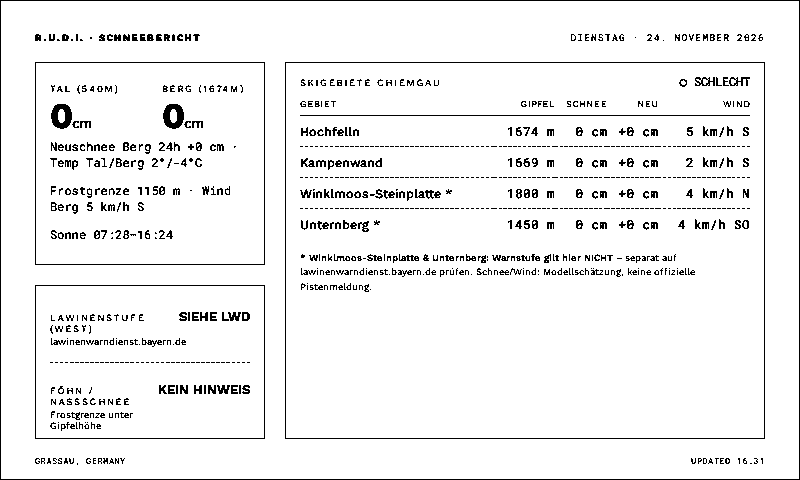 R.U.D.I. · SCHNEEBERICHT
DIENSTAG · 24. NOVEMBER 2026
TAL (540M)
BERG (1674M)
0cm
0cm
Neuschnee Berg 24h +0 cm ·
Temp Tal/Berg 2°/-4°C
Frostgrenze 1150 m · Wind
Berg 5 km/h S
Sonne 07:28–16:24
LAWINENSTUFE
(WEST)
SIEHE LWD
lawinenwarndienst.bayern.de
FÖHN /
NASSSCHNEE
KEIN HINWEIS
Frostgrenze unter
Gipfelhöhe
SKIGEBIETE CHIEMGAU
○ SCHLECHT
GEBIET GIPFEL SCHNEE NEU WIND
Hochfelln 1674 m 0 cm +0 cm 5 km/h S
Kampenwand 1669 m 0 cm +0 cm 2 km/h S
Winklmoos-Steinplatte * 1800 m 0 cm +0 cm 4 km/h N
Unternberg * 1450 m 0 cm +0 cm 4 km/h SO
* Winklmoos-Steinplatte & Unternberg: Warnstufe gilt hier NICHT – separat auf
lawinenwarndienst.bayern.de prüfen. Schnee/Wind: Modellschätzung, keine offizielle
Pistenmeldung.
GRASSAU, GERMANY
UPDATED 16.31